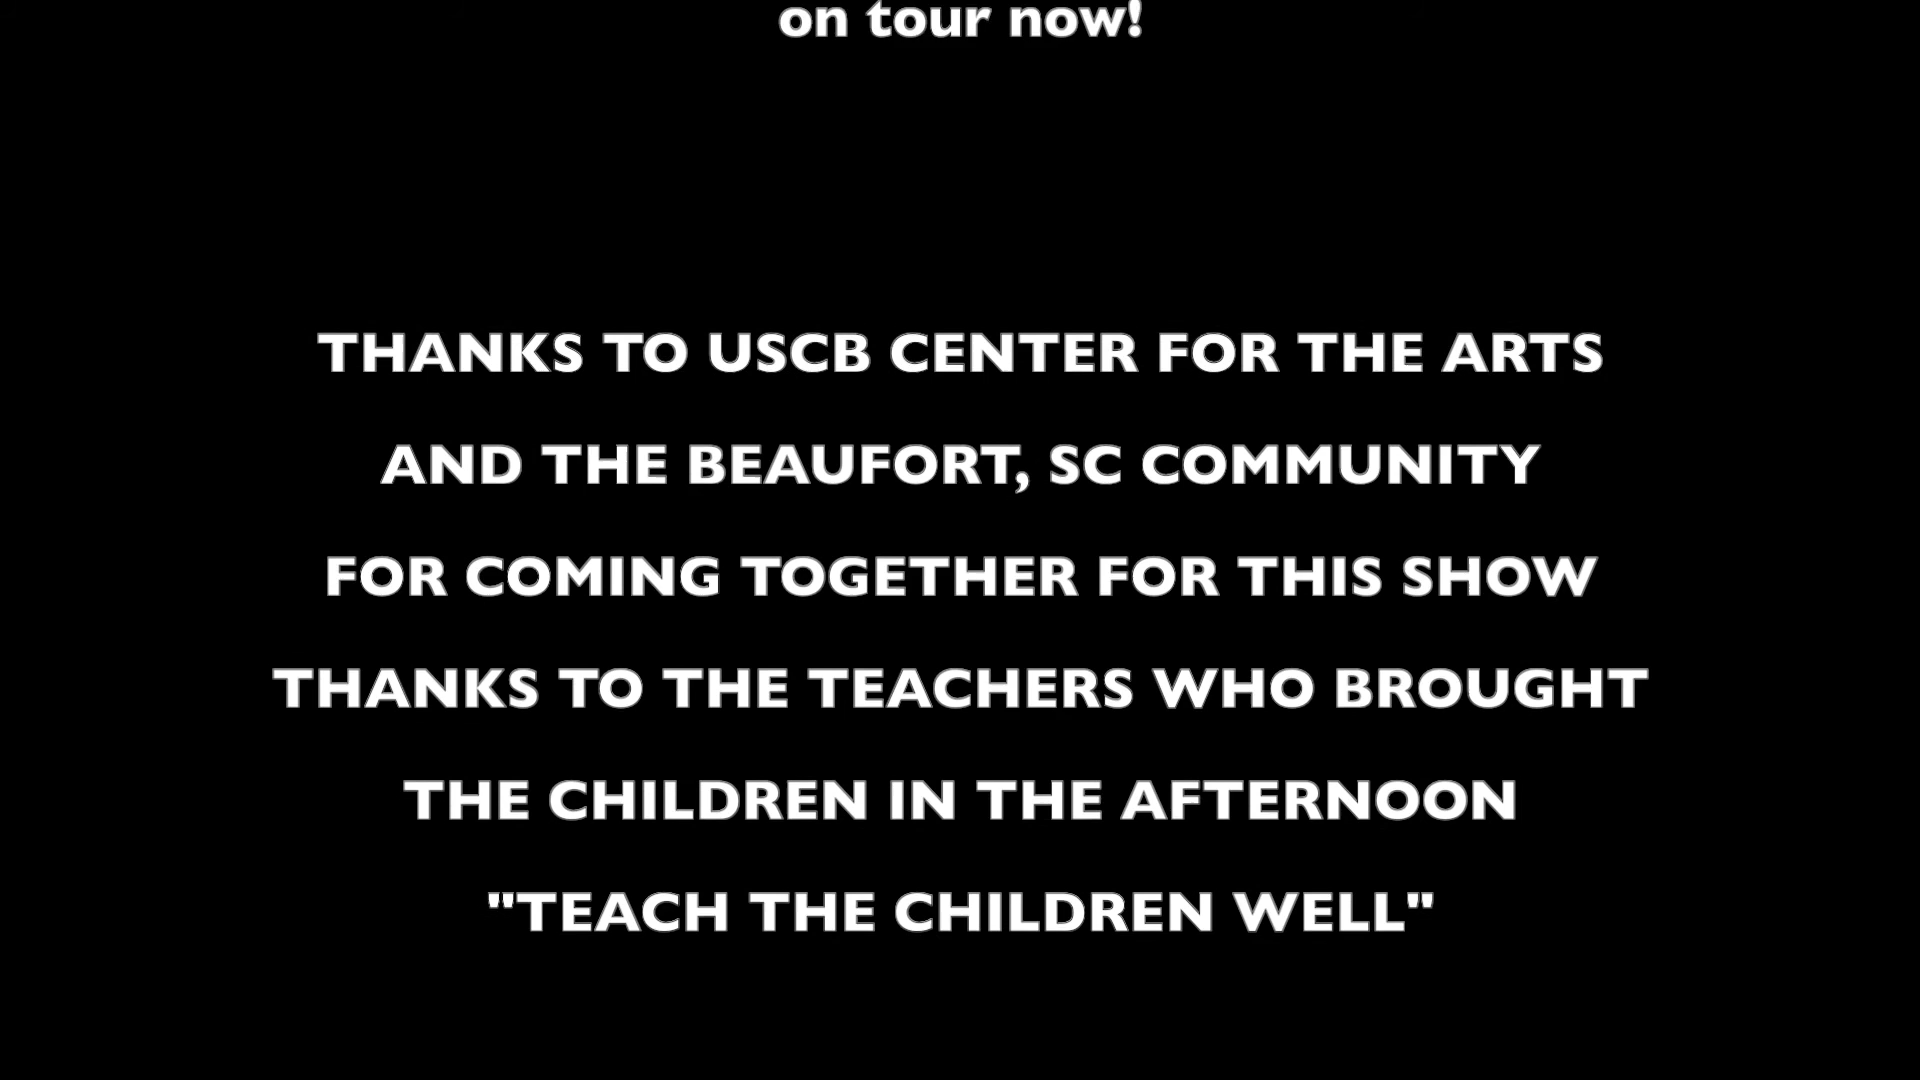 on tour now!
THANKS TO USCB CENTER FOR THE ARTS
AND THE BEAUFORT, SC COMMUNITY
FOR COMING TOGETHER FOR THIS SHOW
THANKS TO THE TEACHERS WHO BROUGHT
THE CHILDREN IN THE AFTERNOON
"TEACH THE CHILDREN WELL"